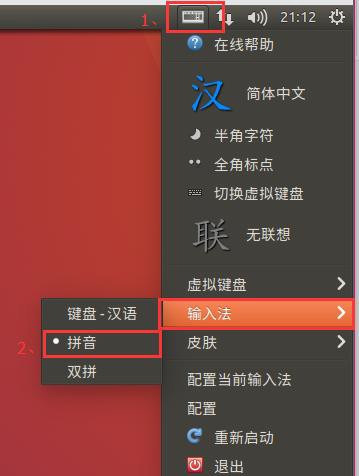 1、
21:12
在线帮助
汉 简体中文
半角字符
全角标点
切换虚拟键盘
联 无联想
虚拟键盘
输入法
皮肤
配置当前输入法
配置
重新启动
退出
键盘-汉语
2、
拼音
双拼